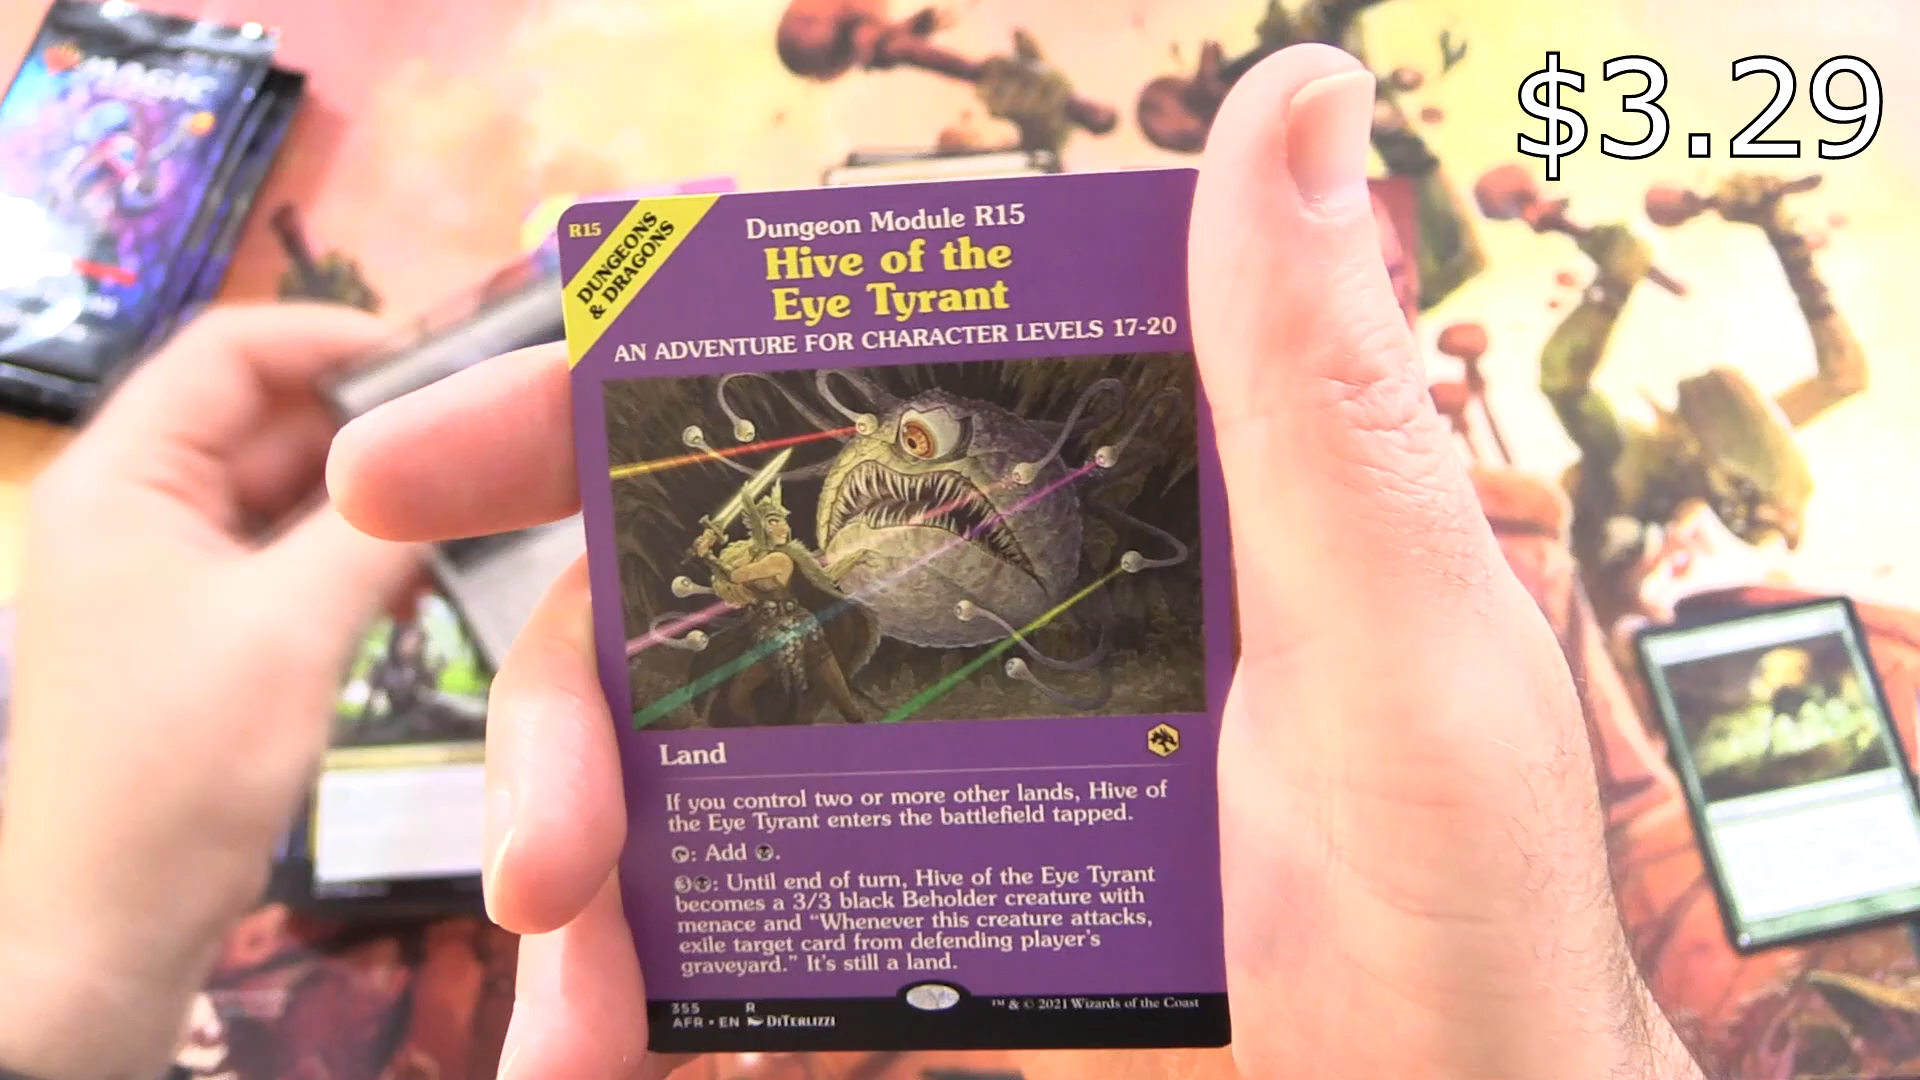 $3.29
MAGIC
R15
DUNGEONS
& DRAGONS
Dungeon Module R15
Hive of the
Eye Tyrant
AN ADVENTURE FOR CHARACTER LEVELS 17-20
Land
If you control two or more other lands, Hive of
the Eye Tyrant enters the battlefield tapped.
: Add .
3: Until end of turn, Hive of the Eye Tyrant
becomes a 3/3 black Beholder creature with
menace and “Whenever this creature attacks,
exile target card from defending player's
graveyard.” It's still a land.
355 R
AFR • EN DiTerlizzi
™ & © 2021 Wizards of the Coast